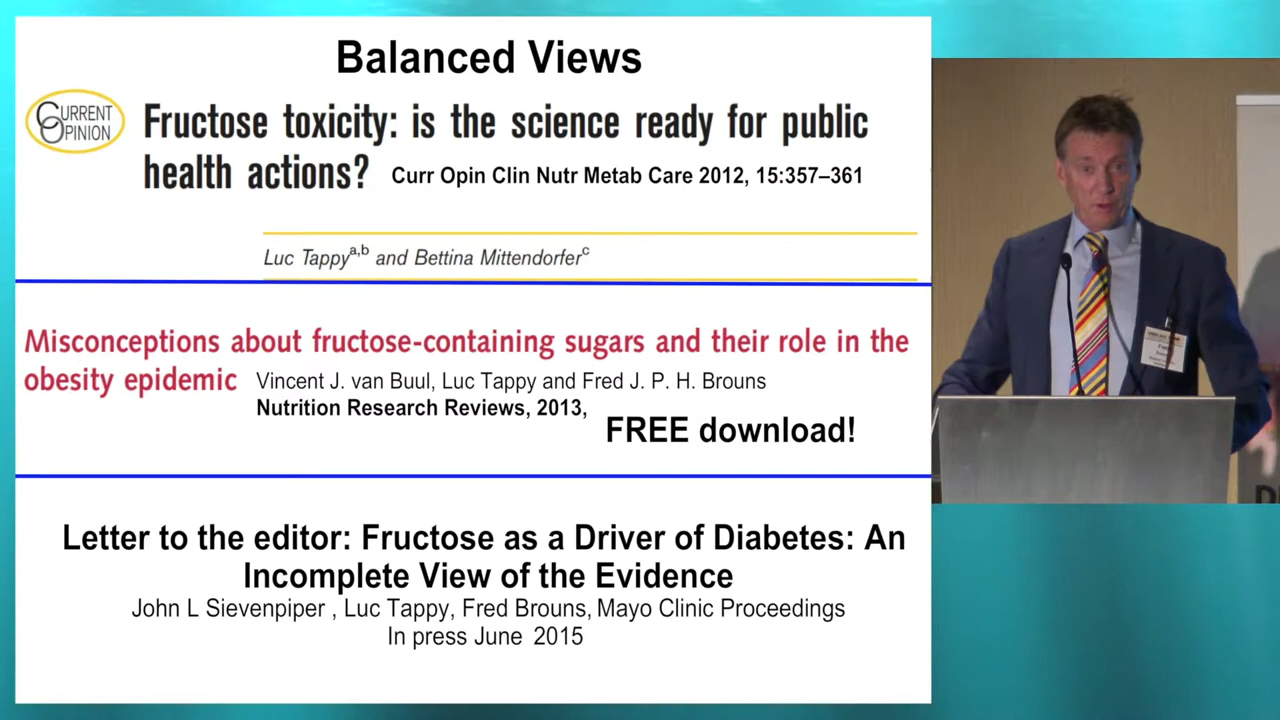 Balanced Views
CURRENT
OPINION
Fructose toxicity: is the science ready for public
health actions? Curr Opin Clin Nutr Metab Care 2012, 15:357–361
Luc Tappya,b and Bettina Mittendorferc
Misconceptions about fructose-containing sugars and their role in the
obesity epidemic Vincent J. van Buul, Luc Tappy and Fred J. P. H. Brouns
Nutrition Research Reviews, 2013,
FREE download!
Letter to the editor: Fructose as a Driver of Diabetes: An
Incomplete View of the Evidence
John L Sievenpiper , Luc Tappy, Fred Brouns, Mayo Clinic Proceedings
In press June 2015